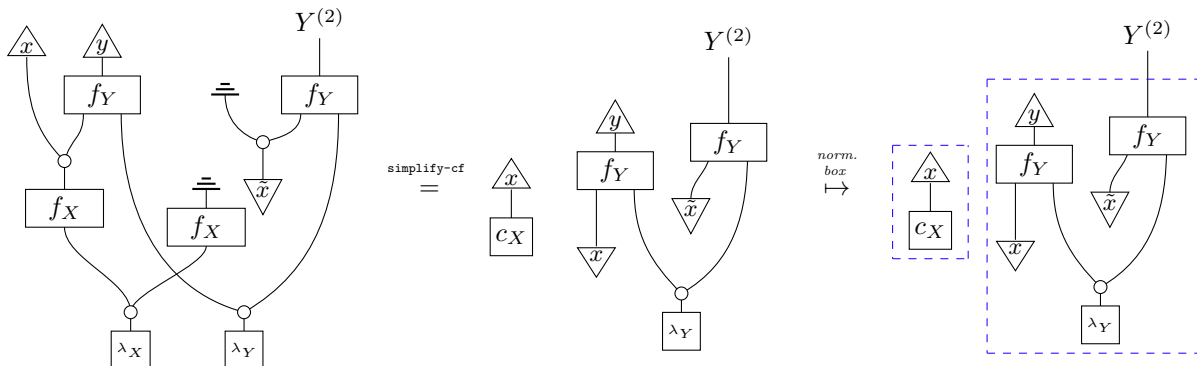 Y^{(2)}
x
y
f_Y
f_Y
x̃
f_X
f_X
λ_X
λ_Y
simplify-cf
=
x
c_X
Y^{(2)}
y
f_Y
f_Y
x̃
x
λ_Y
norm.
box
↦
x
c_X
Y^{(2)}
y
f_Y
f_Y
x̃
x
λ_Y